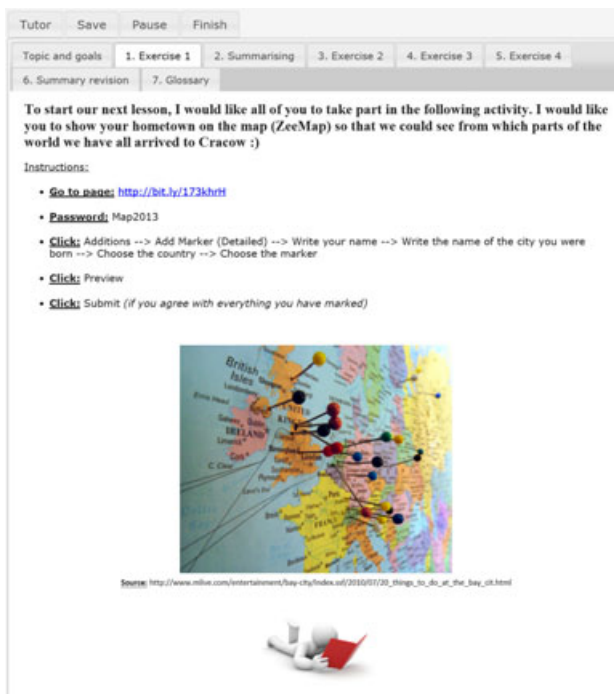 Tutor Save Pause Finish
Topic and goals 1. Exercise 1 2. Summarising 3. Exercise 2 4. Exercise 3 5. Exercise 4
6. Summary revision 7. Glossary
To start our next lesson, I would like all of you to take part in the following activity. I would like
you to show your hometown on the map (ZeeMap) so that we could see from which parts of the
world we have all arrived to Cracow :)
Instructions:
• Go to page: http://bit.ly/173khrH
• Password: Map2013
• Click: Additions --> Add Marker (Detailed) --> Write your name --> Write the name of the city you were
born --> Choose the country --> Choose the marker
• Click: Preview
• Click: Submit (if you agree with everything you have marked)
British
Isles
UNITED
IRELAND
C. Clear
FRANCE
Source: http://www.mlive.com/entertainment/bay-city/index.ssf/2010/07/20_things_to_do_at_the_bay_cit.html